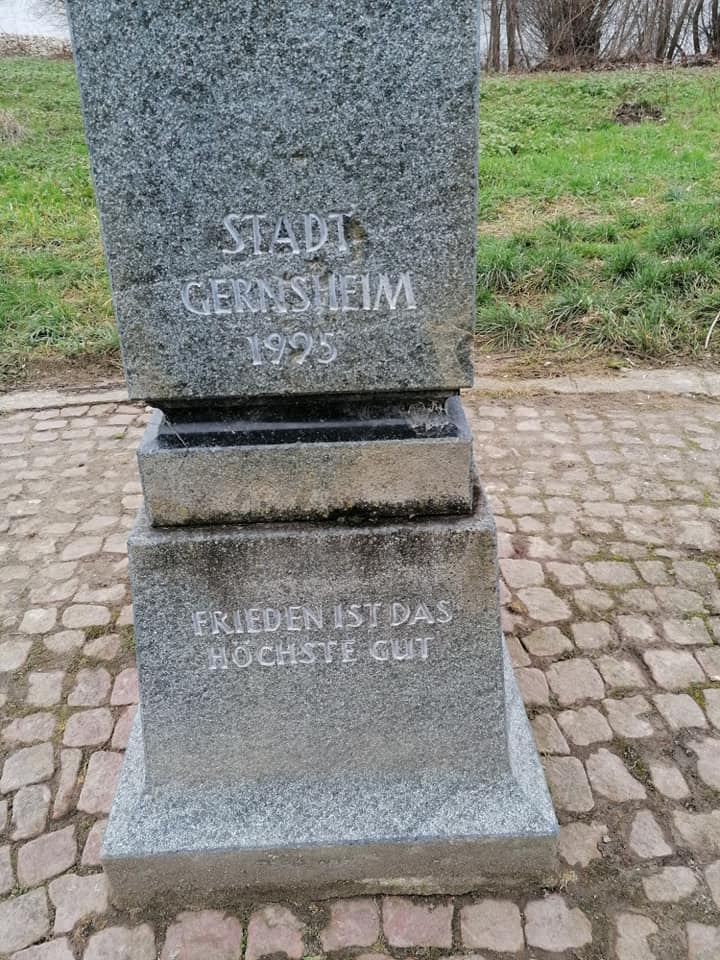 STADT
GERNSHEIM
1995
FRIEDEN IST DAS
HÖCHSTE GUT